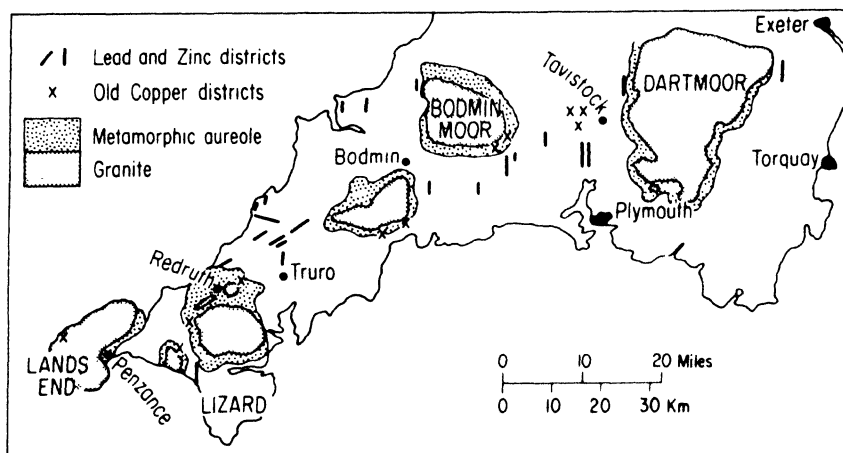 Lead and Zinc districts
x Old Copper districts
Metamorphic aureole
Granite
Exeter
Tavistock
DARTMOOR
BODMIN
MOOR
Bodmin
Torquay
Plymouth
Redruth
Truro
LANDS
END
Penzance
LIZARD
0 10 20 Miles
0 10 20 30 Km